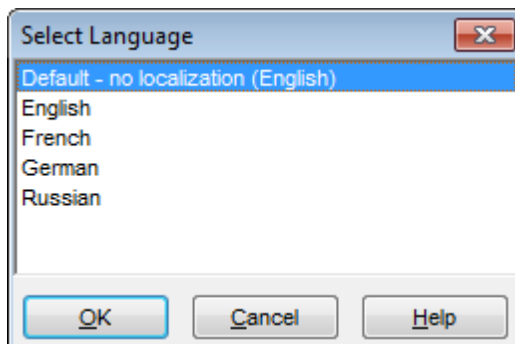 Select Language
Default - no localization (English)
English
French
German
Russian
OK Cancel Help